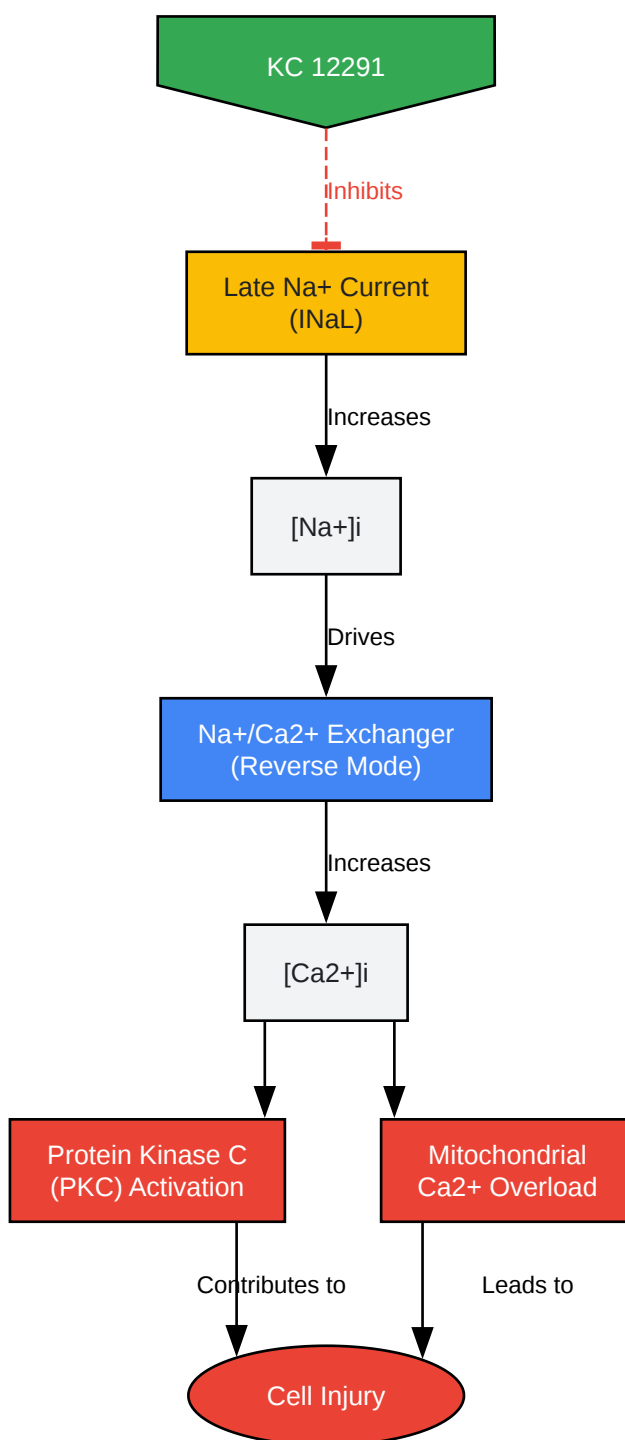 KC 12291
Inhibits
Late Na+ Current
(INaL)
Increases
[Na+]i
Drives
Na+/Ca2+ Exchanger
(Reverse Mode)
Increases
[Ca2+]i
Protein Kinase C
(PKC) Activation
Mitochondrial
Ca2+ Overload
Contributes to
Leads to
Cell Injury